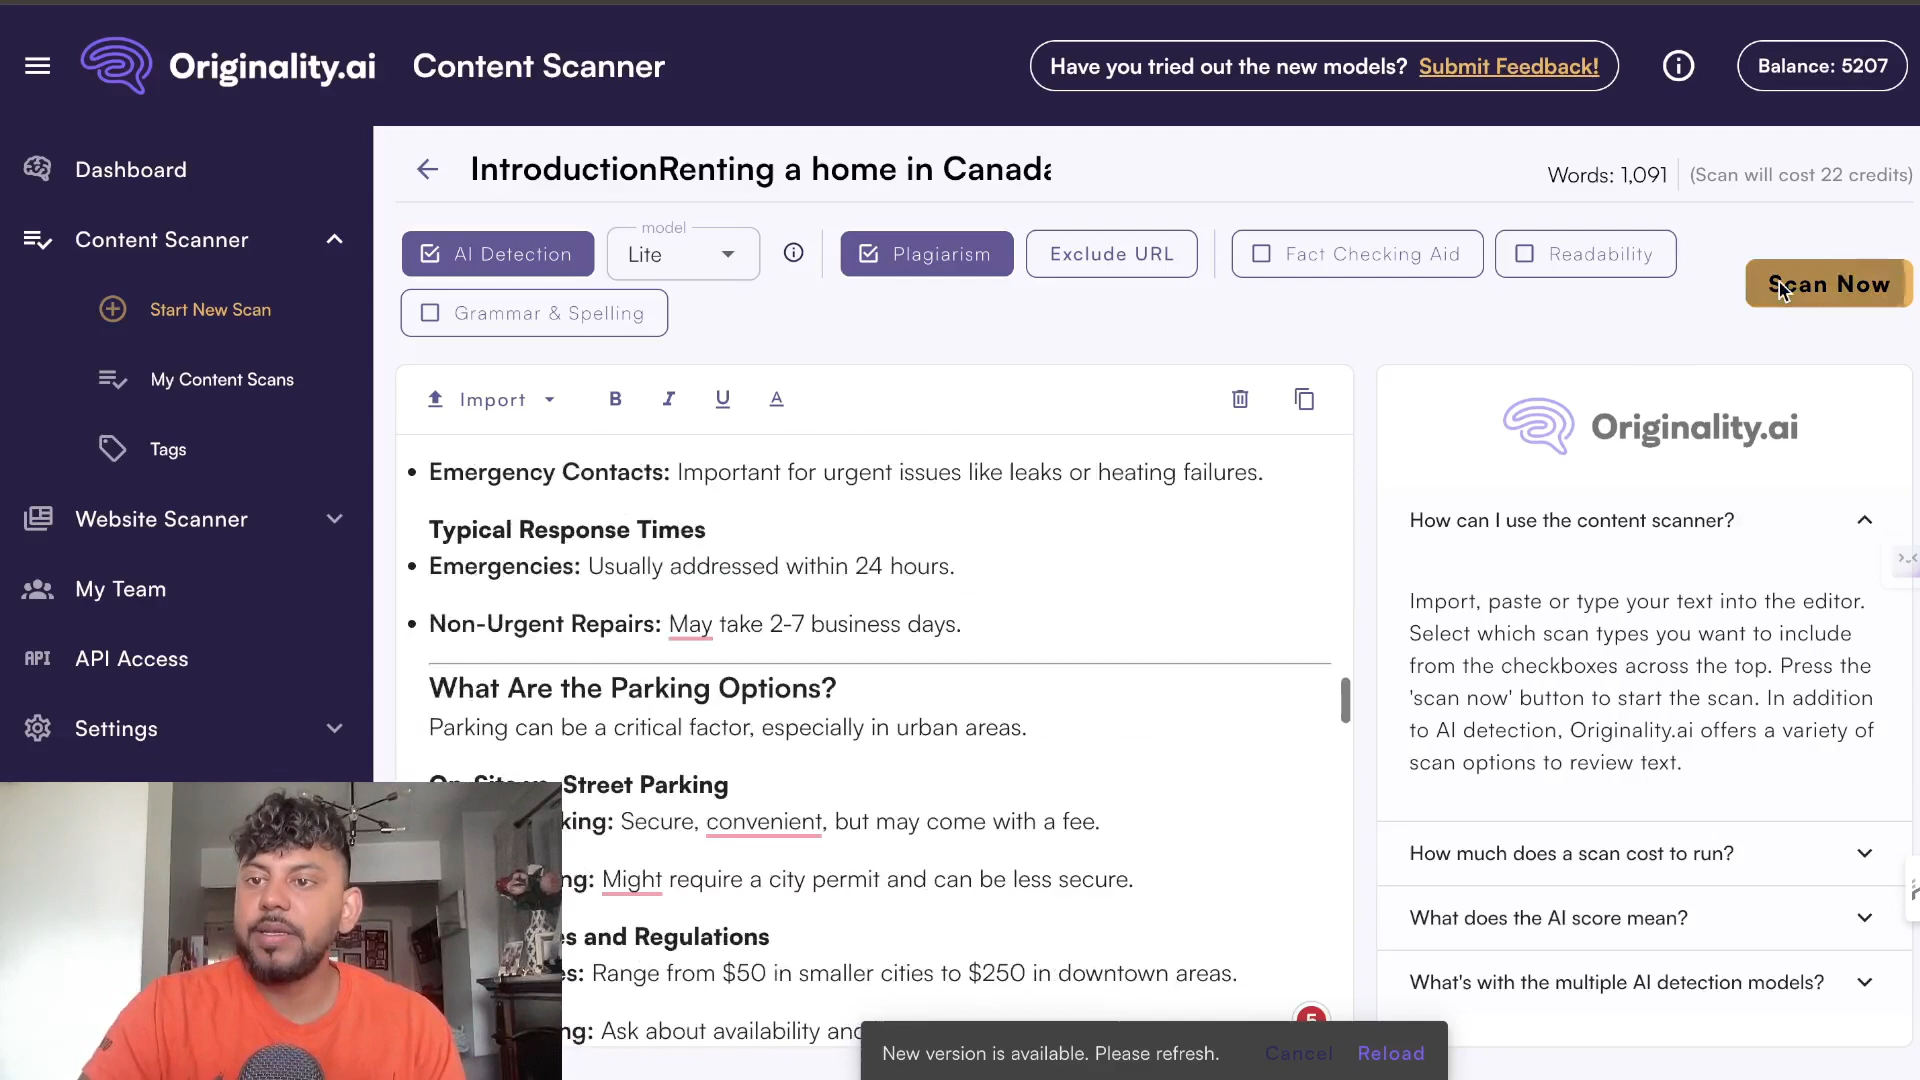 Originality.ai
Content Scanner
Have you tried out the new models? Submit Feedback!
Balance: 5207
Dashboard
Content Scanner
Start New Scan
My Content Scans
Tags
Website Scanner
My Team
API
API Access
Settings
IntroductionRenting a home in Canada
Words: 1,091
(Scan will cost 22 credits)
AI Detection
model
Lite
Plagiarism
Exclude URL
Fact Checking Aid
Readability
Grammar & Spelling
Scan Now
Import
B
I
U
A
Emergency Contacts: Important for urgent issues like leaks or heating failures.
Typical Response Times
Emergencies: Usually addressed within 24 hours.
Non-Urgent Repairs: May take 2-7 business days.
What Are the Parking Options?
Parking can be a critical factor, especially in urban areas.
On-Site vs. Street Parking
king: Secure, convenient, but may come with a fee.
ng: Might require a city permit and can be less secure.
es and Regulations
es: Range from $50 in smaller cities to $250 in downtown areas.
ng: Ask about availability and
5
New version is available. Please refresh.
Cancel
Reload
Originality.ai
How can I use the content scanner?
Import, paste or type your text into the editor.
Select which scan types you want to include
from the checkboxes across the top. Press the
'scan now' button to start the scan. In addition
to AI detection, Originality.ai offers a variety of
scan options to review text.
How much does a scan cost to run?
What does the AI score mean?
What's with the multiple AI detection models?